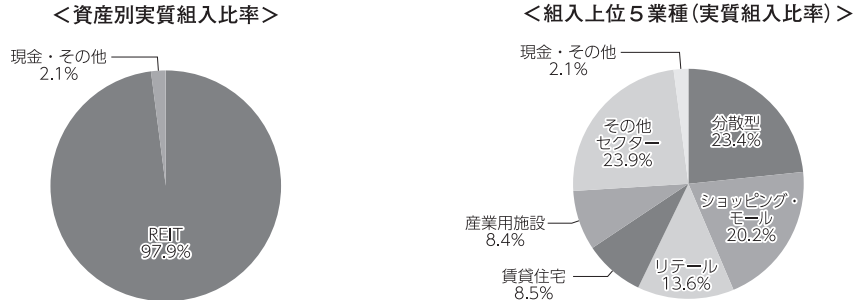 ＜資産別実質組入比率＞
現金・その他
2.1%
REIT
97.9%
＜組入上位５業種（実質組入比率）＞
現金・その他
2.1%
分散型
23.4%
ショッピング・
モール
20.2%
リテール
13.6%
賃貸住宅
8.5%
産業用施設
8.4%
その他
セクター
23.9%